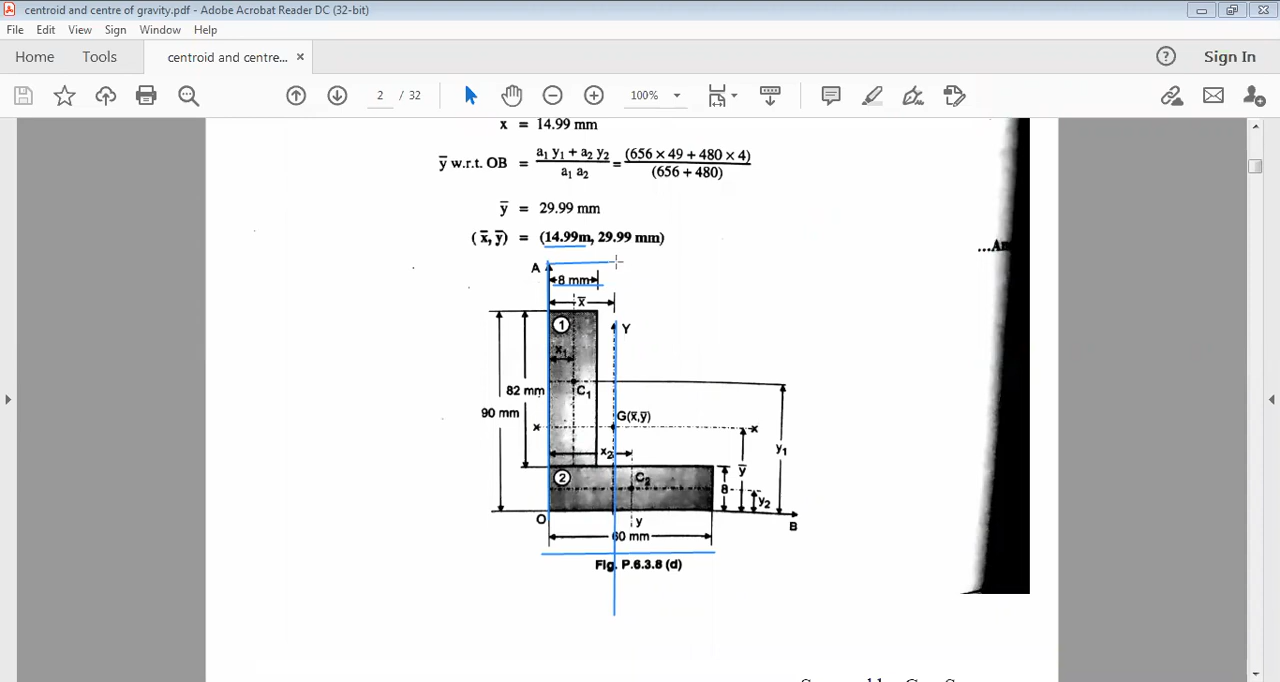 centroid and centre of gravity.pdf - Adobe Acrobat Reader DC (32-bit)
File Edit View Sign Window Help
Home Tools centroid and centre... × Sign In
2 / 32 100%
x = 14.99 mm
y̅ w.r.t. OB = a₁ y₁ + a₂ y₂ / a₁ a₂ = (656 × 49 + 480 × 4) / (656 + 480)
y̅ = 29.99 mm
( x̅, y̅) = (14.99m, 29.99 mm)
...An
A
8 mm
x̅
1
Y
x₁
82 mm
C₁
90 mm
G(x̅,y̅)
x x
x₂
y₁
y̅
2
C₂
8
y₂
O
y
B
60 mm
Fig. P.6.3.8 (d)